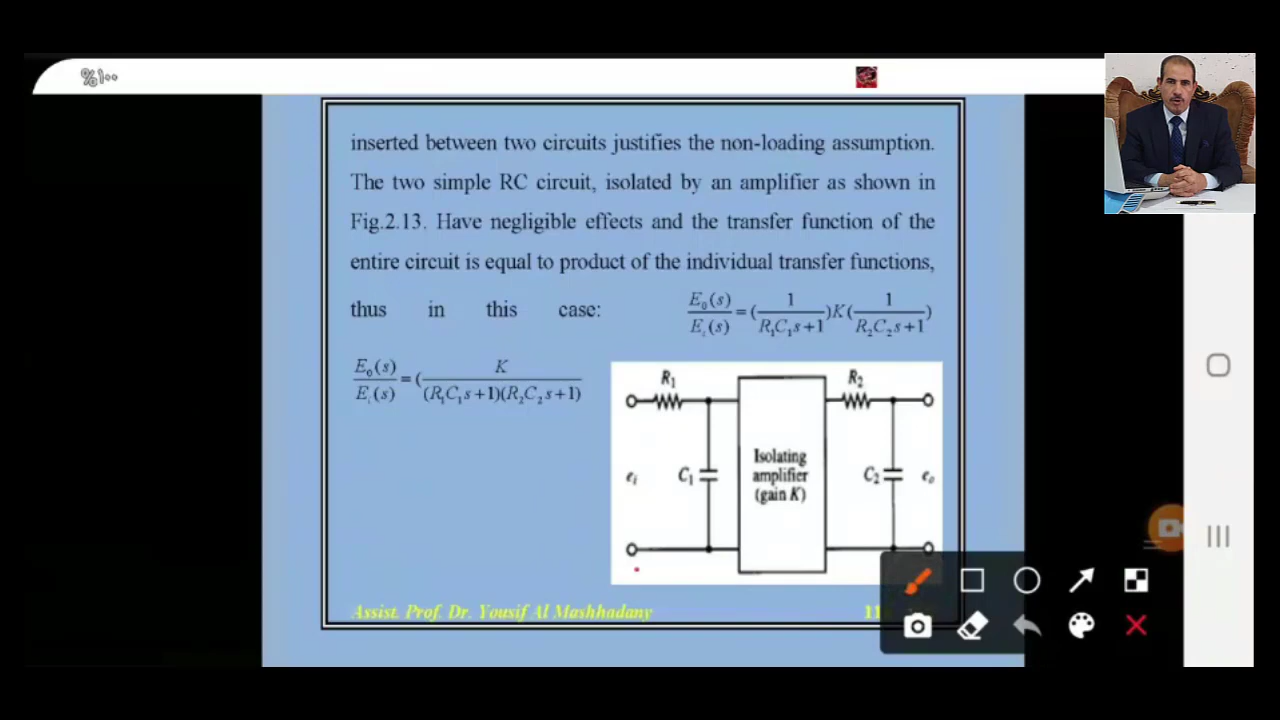 %١٠٠
inserted between two circuits justifies the non-loading assumption.
The two simple RC circuit, isolated by an amplifier as shown in
Fig.2.13. Have negligible effects and the transfer function of the
entire circuit is equal to product of the individual transfer functions,
thus in this case: E₀(s)/Eᵢ(s) = (1/(R₁C₁s+1))K(1/(R₂C₂s+1))
E₀(s)/Eᵢ(s) = (K/((R₁C₁s+1)(R₂C₂s+1)
R₁ R₂
eᵢ C₁ Isolating amplifier (gain K) C₂ eₒ
Assist. Prof. Dr. Yousif Al Mashhadany 11